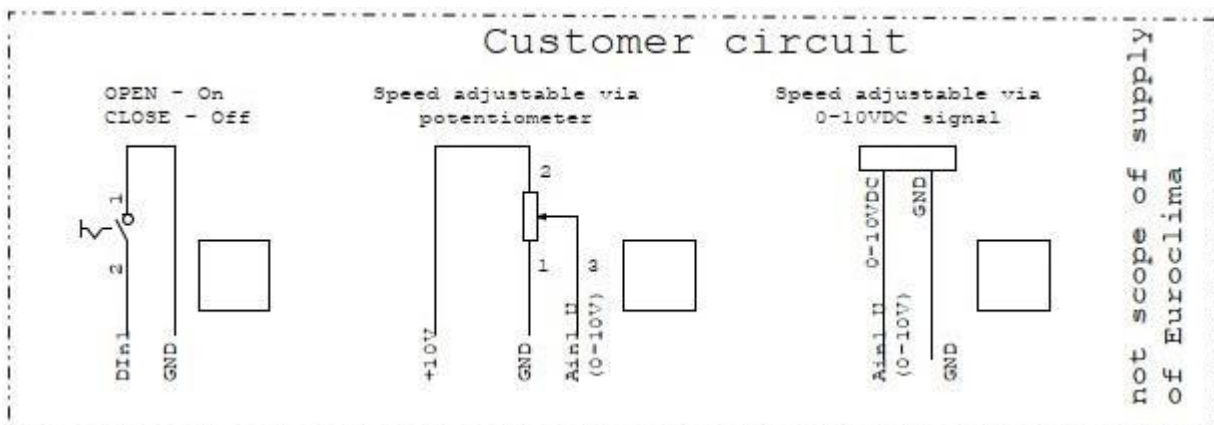 Customer circuit
OPEN - On
CLOSE - Off
1
2
DIn1
GND
Speed adjustable via
potentiometer
2
1
3
+10V
GND
Ain1 U
(0-10V)
Speed adjustable via
0-10VDC signal
0-10VDC
GND
Ain1 U
(0-10V)
GND
not scope of supply
of Euroclima